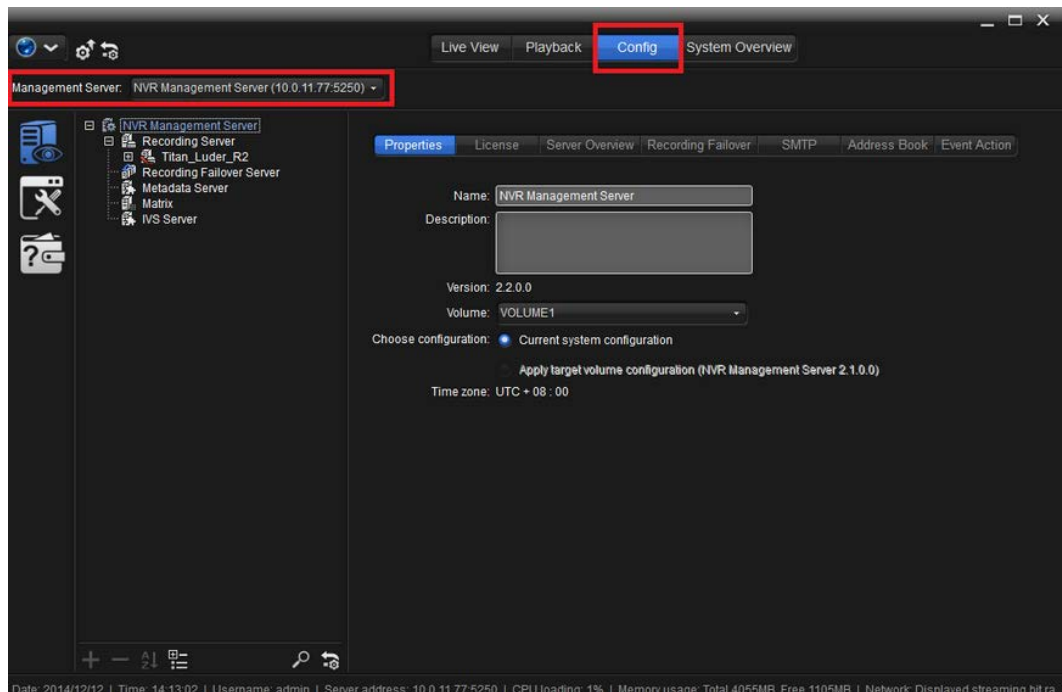 Live View Playback Config System Overview
Management Server: NVR Management Server (10.0.11.77:5250)
NVR Management Server
Recording Server
Titan_Luder_R2
Recording Failover Server
Metadata Server
Matrix
IVS Server
Properties License Server Overview Recording Failover SMTP Address Book Event Action
Name: NVR Management Server
Description:
Version: 2.2.0.0
Volume: VOLUME1
Choose configuration: Current system configuration
Apply target volume configuration (NVR Management Server 2.1.0.0)
Time zone: UTC + 08 : 00
Date: 2014/12/12 | Time: 14:13:02 | Username: admin | Server address: 10.0.11.77:5250 | CPU loading: 1% | Memory usage: Total 4055MB, Free 1105MB | Network: Displayed streaming bit ra